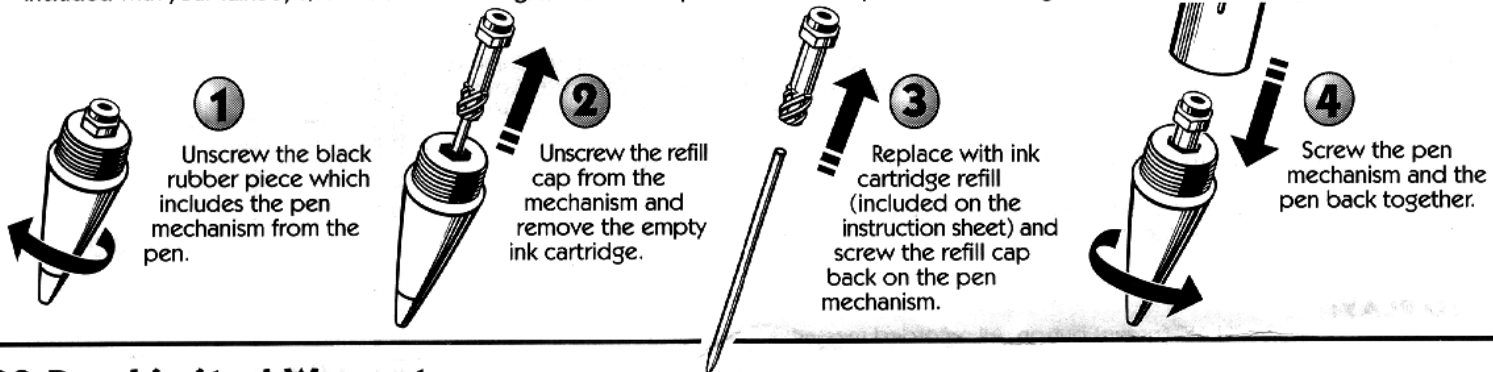 1
Unscrew the black
rubber piece which
includes the pen
mechanism from the
pen.
2
Unscrew the refill
cap from the
mechanism and
remove the empty
ink cartridge.
3
Replace with ink
cartridge refill
(included on the
instruction sheet) and
screw the refill cap
back on the pen
mechanism.
4
Screw the pen
mechanism and the
pen back together.